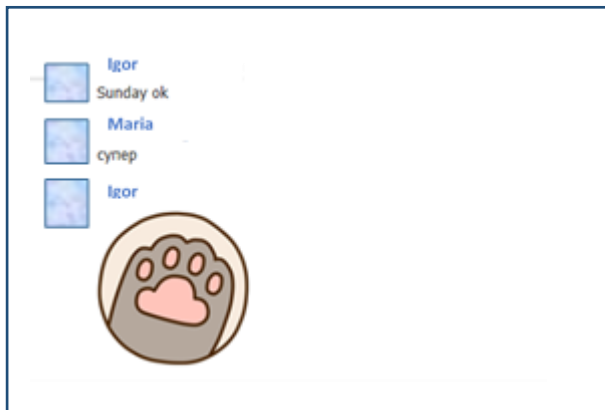 Igor
Sunday ok
Maria
супер
Igor